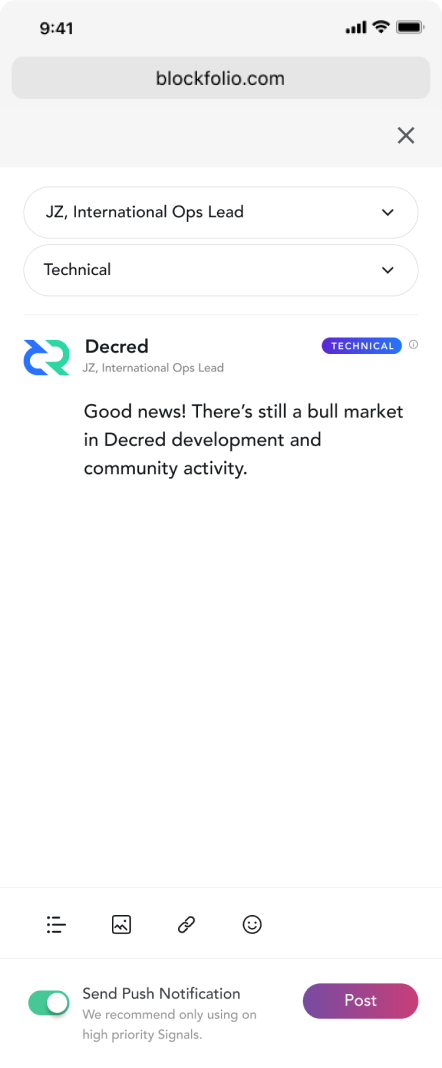 9:41
blockfolio.com
JZ, International Ops Lead
Technical
Decred
TECHNICAL
JZ, International Ops Lead
Good news! There’s still a bull market
in Decred development and
community activity.
Send Push Notification
We recommend only using on
high priority Signals.
Post